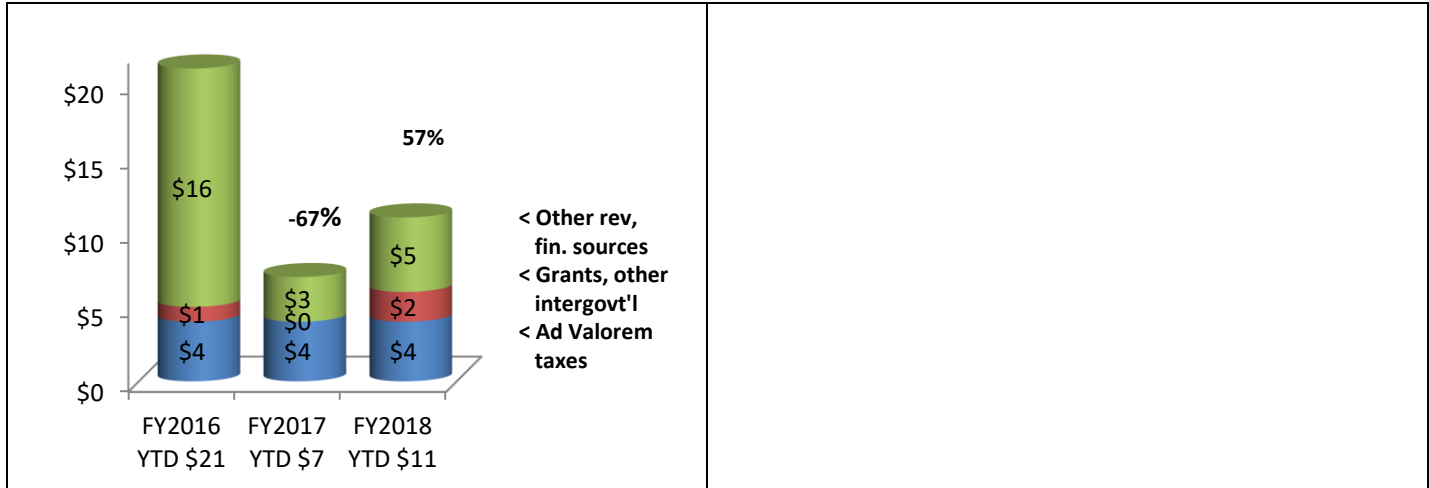 $20
$15
$10
$5
$0
57%
-67%
$16
$1
$4
$3
$0
$4
$5
$2
$4
< Other rev,
fin. sources
< Grants, other
intergovt'l
< Ad Valorem
taxes
FY2016 FY2017 FY2018
YTD $21 YTD $7 YTD $11